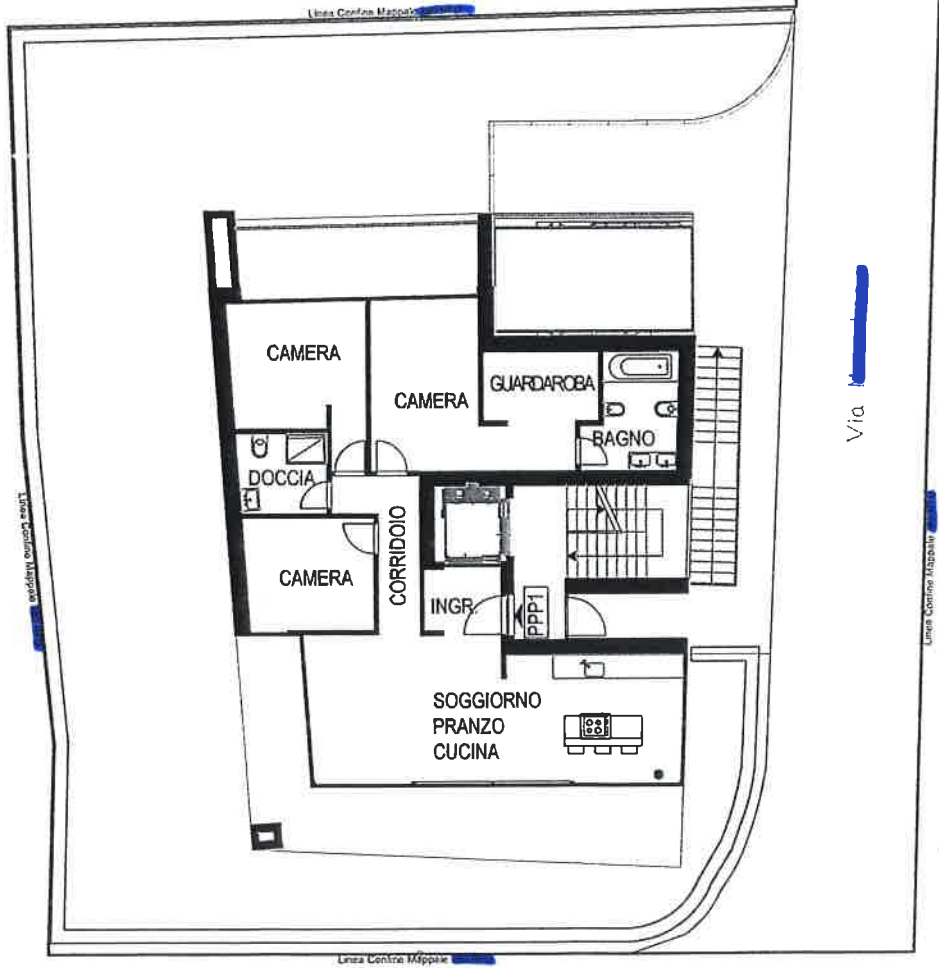 Linea Confine Mappale
Via
CAMERA
CAMERA
GUARDAROBA
BAGNO
DOCCIA
CORRIDOIO
CAMERA
INGR.
PPP1
SOGGIORNO
PRANZO
CUCINA
Linea Confine Mappale
Linea Confine Mappale
Linea Confine Mappale